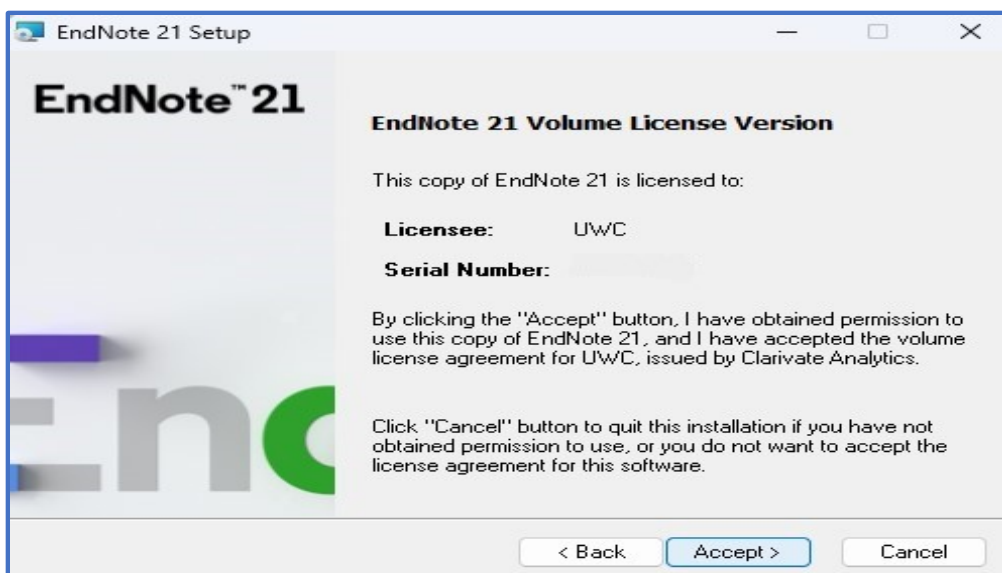 EndNote 21 Setup
EndNote™21
EndNote 21 Volume License Version
This copy of EndNote 21 is licensed to:
Licensee: UWC
Serial Number:
By clicking the "Accept" button, I have obtained permission to
use this copy of EndNote 21, and I have accepted the volume
license agreement for UWC, issued by Clarivate Analytics.
Click "Cancel" button to quit this installation if you have not
obtained permission to use, or you do not want to accept the
license agreement for this software.
En
< Back Accept > Cancel